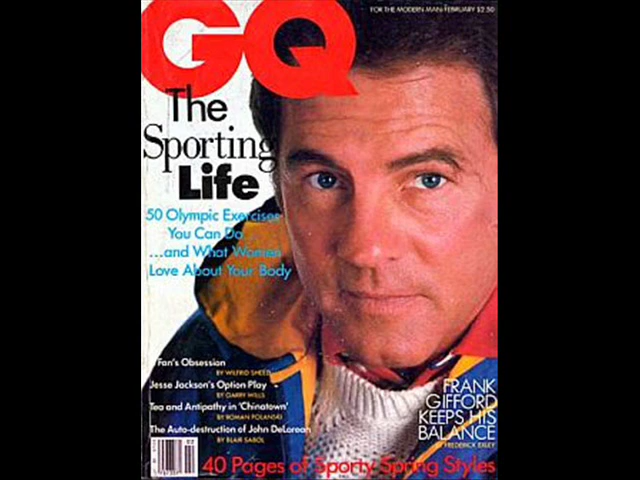 FOR THE MODERN MAN FEBRUARY $2.50
GQ
The
Sporting
Life
50 Olympic Exercises
You Can Do
...and What Women
Love About Your Body
Fan's Obsession
BY WILFRID SHEED
Jesse Jackson's Option Play
BY GARRY WILLS
Tea and Antipathy in 'Chinatown'
BY ROMAN POLANSKI
The Auto-destruction of John DeLorean
BY BLAIR SABOL
FRANK
GIFFORD
KEEPS HIS
BALANCE
BY FREDERICK EXLEY
40 Pages of Sporty Spring Styles